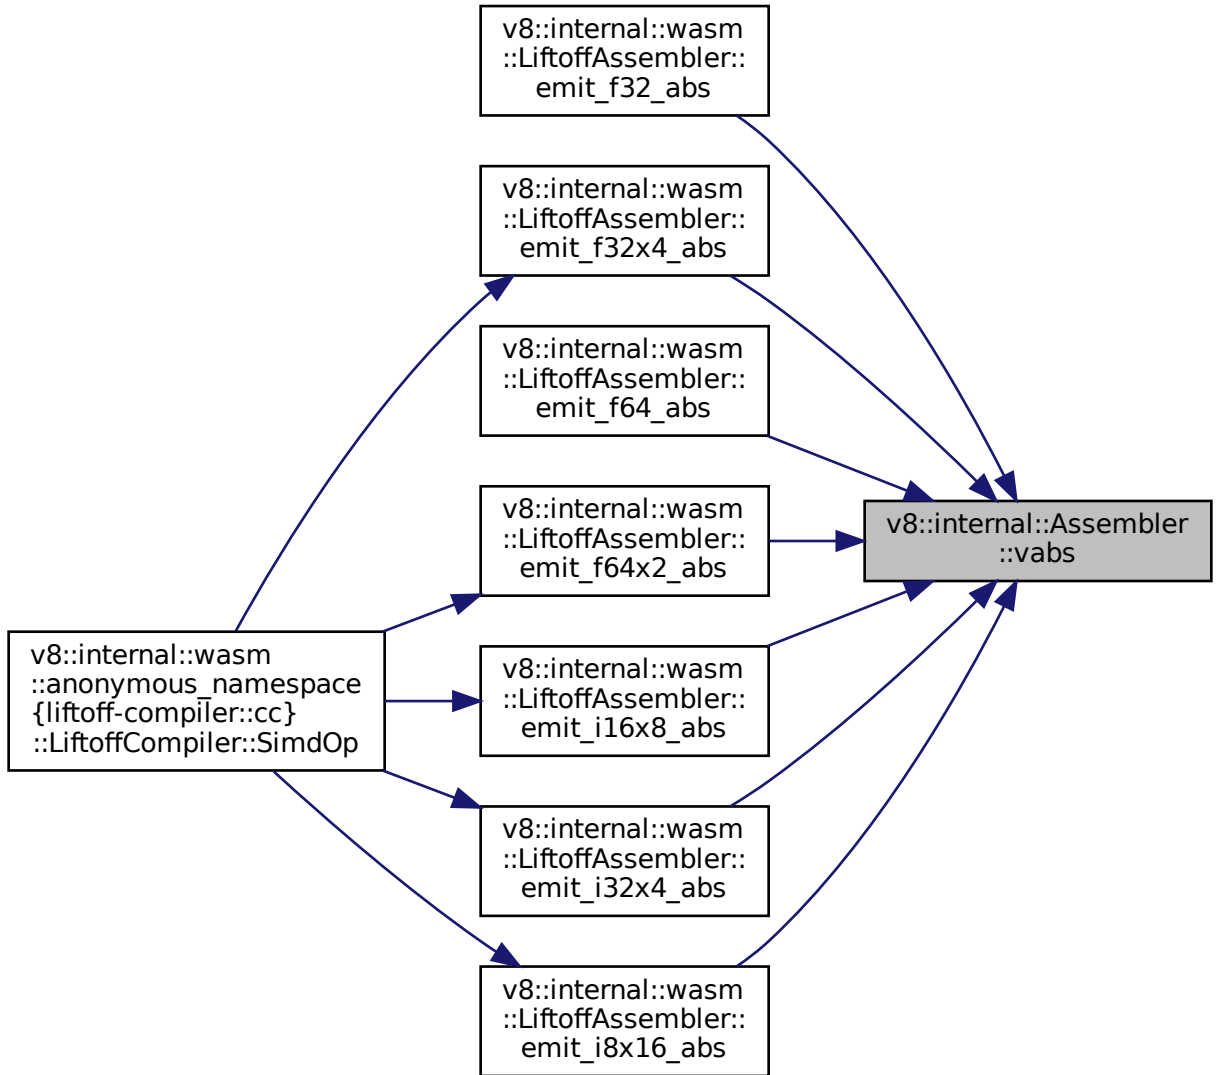 v8::internal::wasm
::LiftoffAssembler::
emit_f32_abs
v8::internal::wasm
::LiftoffAssembler::
emit_f32x4_abs
v8::internal::wasm
::LiftoffAssembler::
emit_f64_abs
v8::internal::wasm
::LiftoffAssembler::
emit_f64x2_abs
v8::internal::Assembler
::vabs
v8::internal::wasm
::anonymous_namespace
{liftoff-compiler::cc}
::LiftoffCompiler::SimdOp
v8::internal::wasm
::LiftoffAssembler::
emit_i16x8_abs
v8::internal::wasm
::LiftoffAssembler::
emit_i32x4_abs
v8::internal::wasm
::LiftoffAssembler::
emit_i8x16_abs